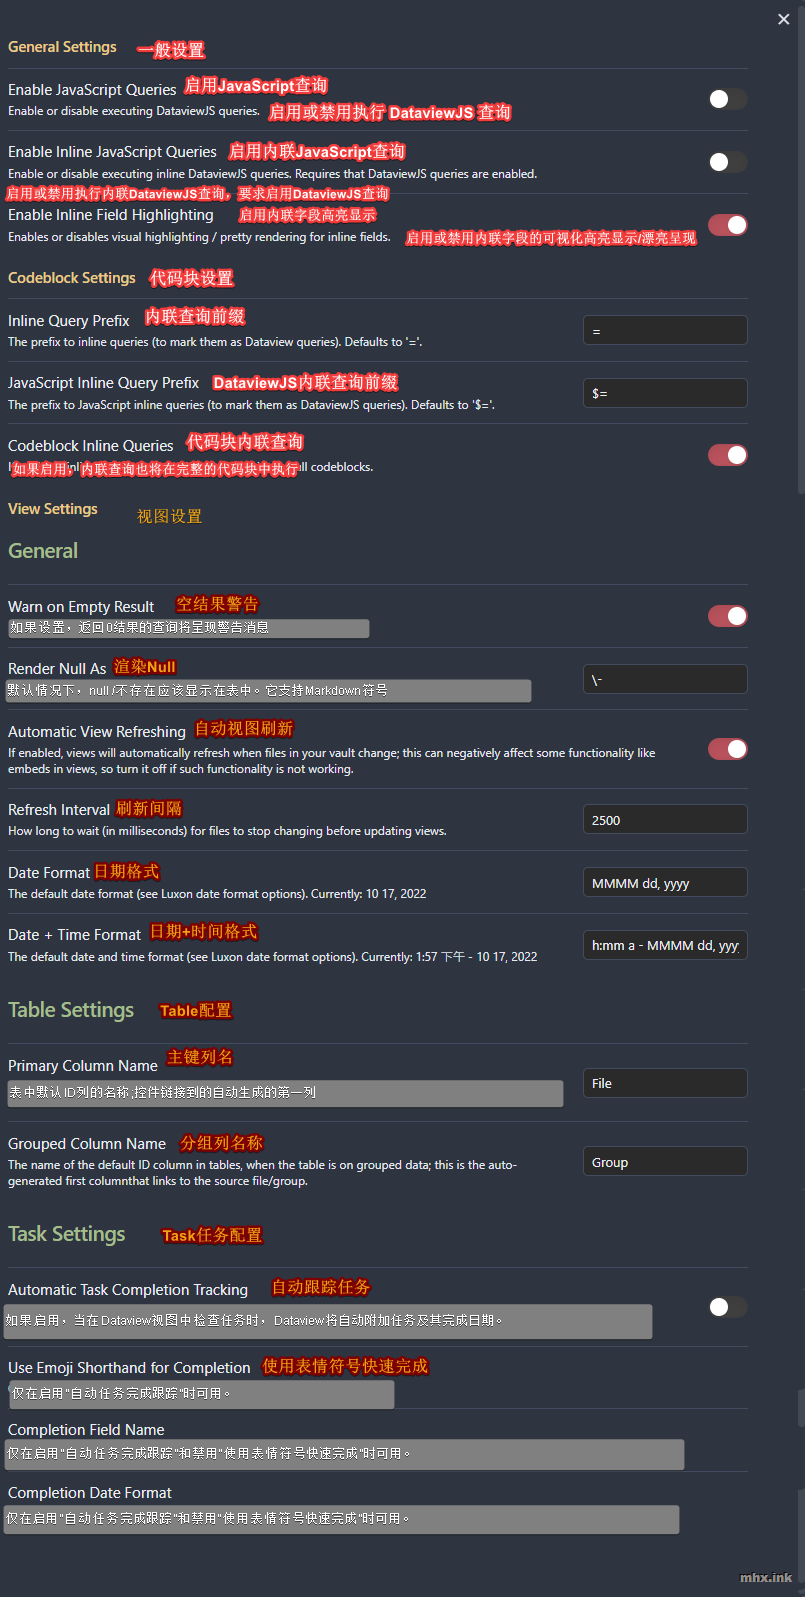 General Settings 一般设置
Enable JavaScript Queries 启用JavaScript查询
Enable or disable executing DataviewJS queries. 启用或禁用执行 DataviewJS 查询
Enable Inline JavaScript Queries 启用内联JavaScript查询
Enable or disable executing inline DataviewJS queries. Requires that DataviewJS queries are enabled.
启用或禁用执行内联DataviewJS查询，要求启用DataviewJS查询
Enable Inline Field Highlighting 启用内联字段高亮显示
Enables or disables visual highlighting / pretty rendering for inline fields. 启用或禁用内联字段的可视化高亮显示/漂亮呈现
Codeblock Settings 代码块设置
Inline Query Prefix 内联查询前缀
The prefix to inline queries (to mark them as Dataview queries). Defaults to '='.
=
JavaScript Inline Query Prefix DataviewJS内联查询前缀
The prefix to JavaScript inline queries (to mark them as DataviewJS queries). Defaults to '$='.
$=
Codeblock Inline Queries 代码块内联查询
如果启用，内联查询也将在完整的代码块中执行 codeblocks.
View Settings 视图设置
General
Warn on Empty Result 空结果警告
如果设置，返回0结果的查询将呈现警告消息
Render Null As 渲染Null
默认情况下，null/不存在应该显示在表中。它支持Markdown符号
\-
Automatic View Refreshing 自动视图刷新
If enabled, views will automatically refresh when files in your vault change; this can negatively affect some functionality like
embeds in views, so turn it off if such functionality is not working.
Refresh Interval 刷新间隔
How long to wait (in milliseconds) for files to stop changing before updating views.
2500
Date Format 日期格式
The default date format (see Luxon date format options). Currently: 10 17, 2022
MMMM dd, yyyy
Date + Time Format 日期+时间格式
The default date and time format (see Luxon date format options). Currently: 1:57 下午 - 10 17, 2022
h:mm a - MMMM dd, yyy
Table Settings Table配置
Primary Column Name 主键列名
表中默认ID列的名称;控件链接到的自动生成的第一列
File
Grouped Column Name 分组列名称
The name of the default ID column in tables, when the table is on grouped data; this is the auto-
generated first columnthat links to the source file/group.
Group
Task Settings Task任务配置
Automatic Task Completion Tracking 自动跟踪任务
如果启用，当在Dataview视图中检查任务时，Dataview将自动附加任务及其完成日期。
Use Emoji Shorthand for Completion 使用表情符号快速完成
仅在启用"自动任务完成跟踪"时可用。
Completion Field Name
仅在启用"自动任务完成跟踪"和禁用"使用表情符号快速完成"时可用。
Completion Date Format
仅在启用"自动任务完成跟踪"和禁用"使用表情符号快速完成"时可用。
mhx.ink